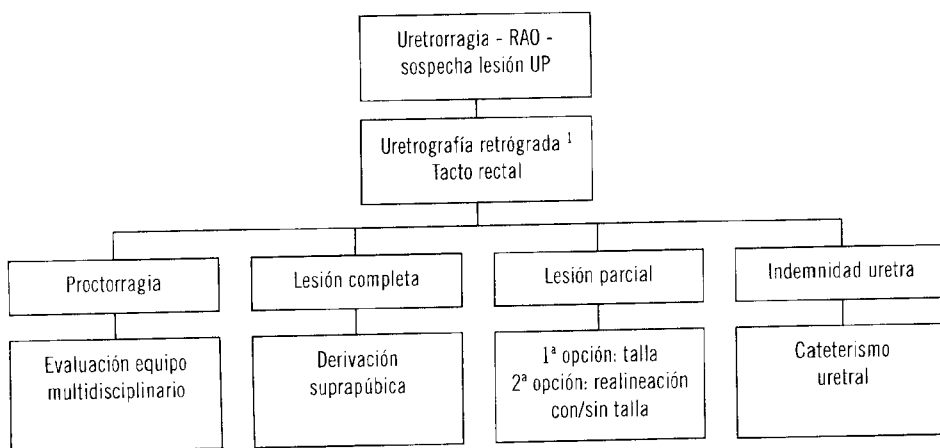 Uretrorragia - RAO -
sospecha lesión UP
Uretrografía retrógrada 1
Tacto rectal
Proctorragia
Lesión completa
Lesión parcial
Indemnidad uretra
Evaluación equipo
multidisciplinario
Derivación
suprapúbica
1ª opción: talla
2ª opción: realineación
con/sin talla
Cateterismo
uretral